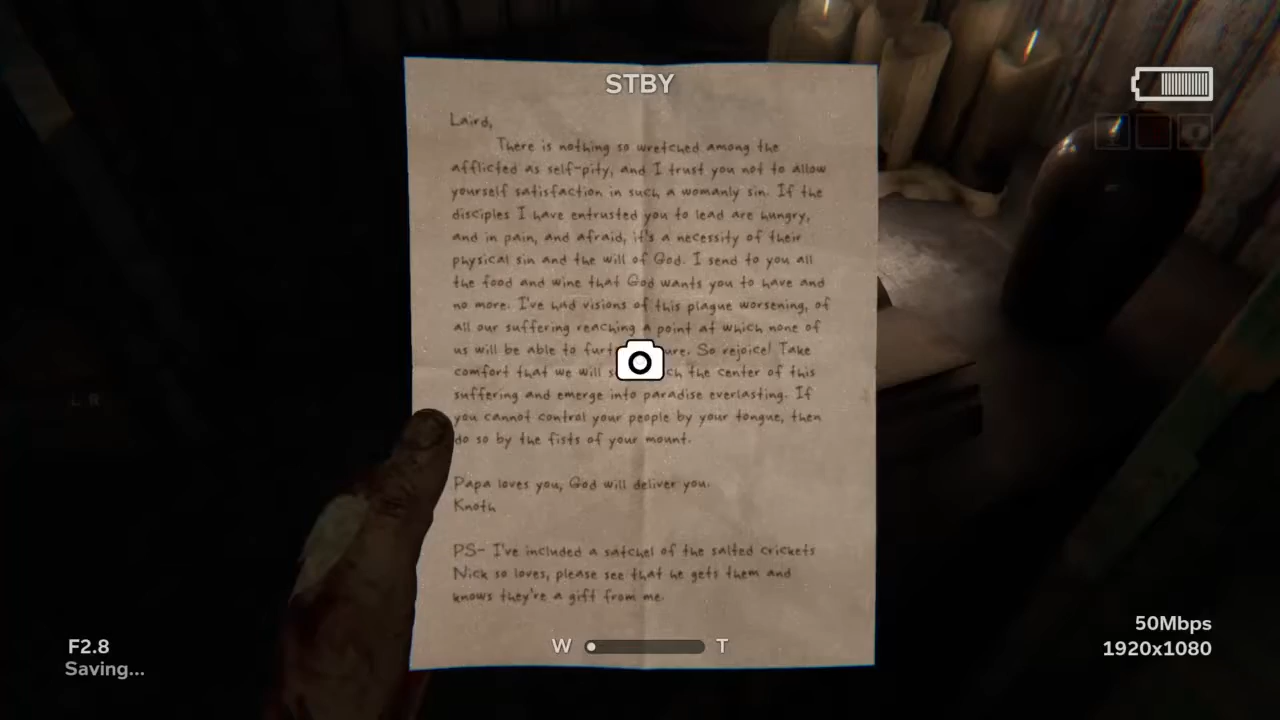 STBY
Laird,
There is nothing so wretched among the
afflicted as self-pity, and I trust you not to allow
yourself satisfaction in such a womanly sin. If the
disciples I have entrusted you to lead are hungry,
and in pain, and afraid, it's a necessity of their
physical sin and the will of God. I send to you all
the food and wine that God wants you to have and
no more. I've had visions of this plague worsening, of
all our suffering reaching a point at which none of
us will be able to So rejoice! Take
comfort that we will the center of this
suffering and emerge into paradise everlasting. If
you cannot control your people by your tongue, then
do so by the fists of your mount.
Papa loves you, God will deliver you.
Knoth
PS- I've included a satchel of the salted crickets
Nick so loves, please see that he gets them and
knows they're a gift from me.
W T
F2.8
Saving...
50Mbps
1920x1080